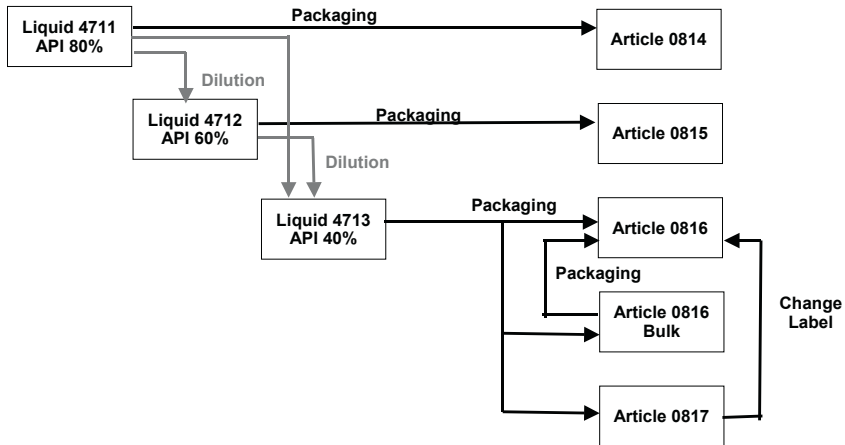 Packaging
Liquid 4711
API 80%
Article 0814
Dilution
Liquid 4712
API 60%
Packaging
Article 0815
Dilution
Liquid 4713
API 40%
Packaging
Article 0816
Packaging
Article 0816
Bulk
Change
Label
Article 0817